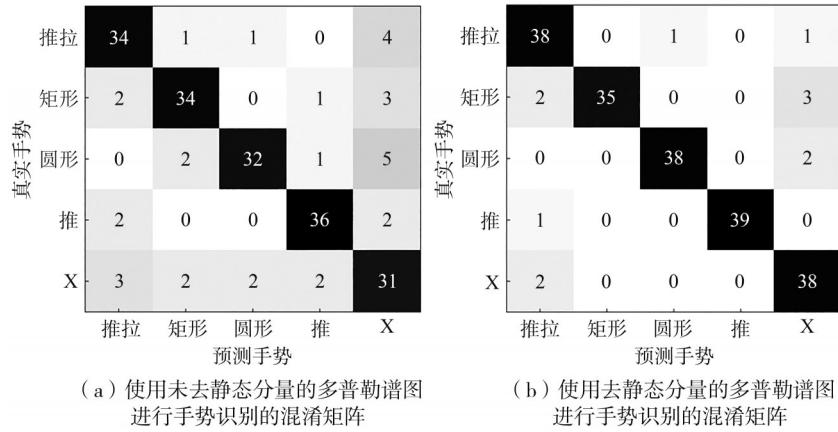 推拉 34 1 1 0 4
矩形 2 34 0 1 3
圆形 0 2 32 1 5
推 2 0 0 36 2
X 3 2 2 2 31
真实手势
推拉 矩形 圆形 推 X
预测手势
（a）使用未去静态分量的多普勒谱图
进行手势识别的混淆矩阵
推拉 38 0 1 0 1
矩形 2 35 0 0 3
圆形 0 0 38 0 2
推 1 0 0 39 0
X 2 0 0 0 38
真实手势
推拉 矩形 圆形 推 X
预测手势
（b）使用去静态分量的多普勒谱图
进行手势识别的混淆矩阵